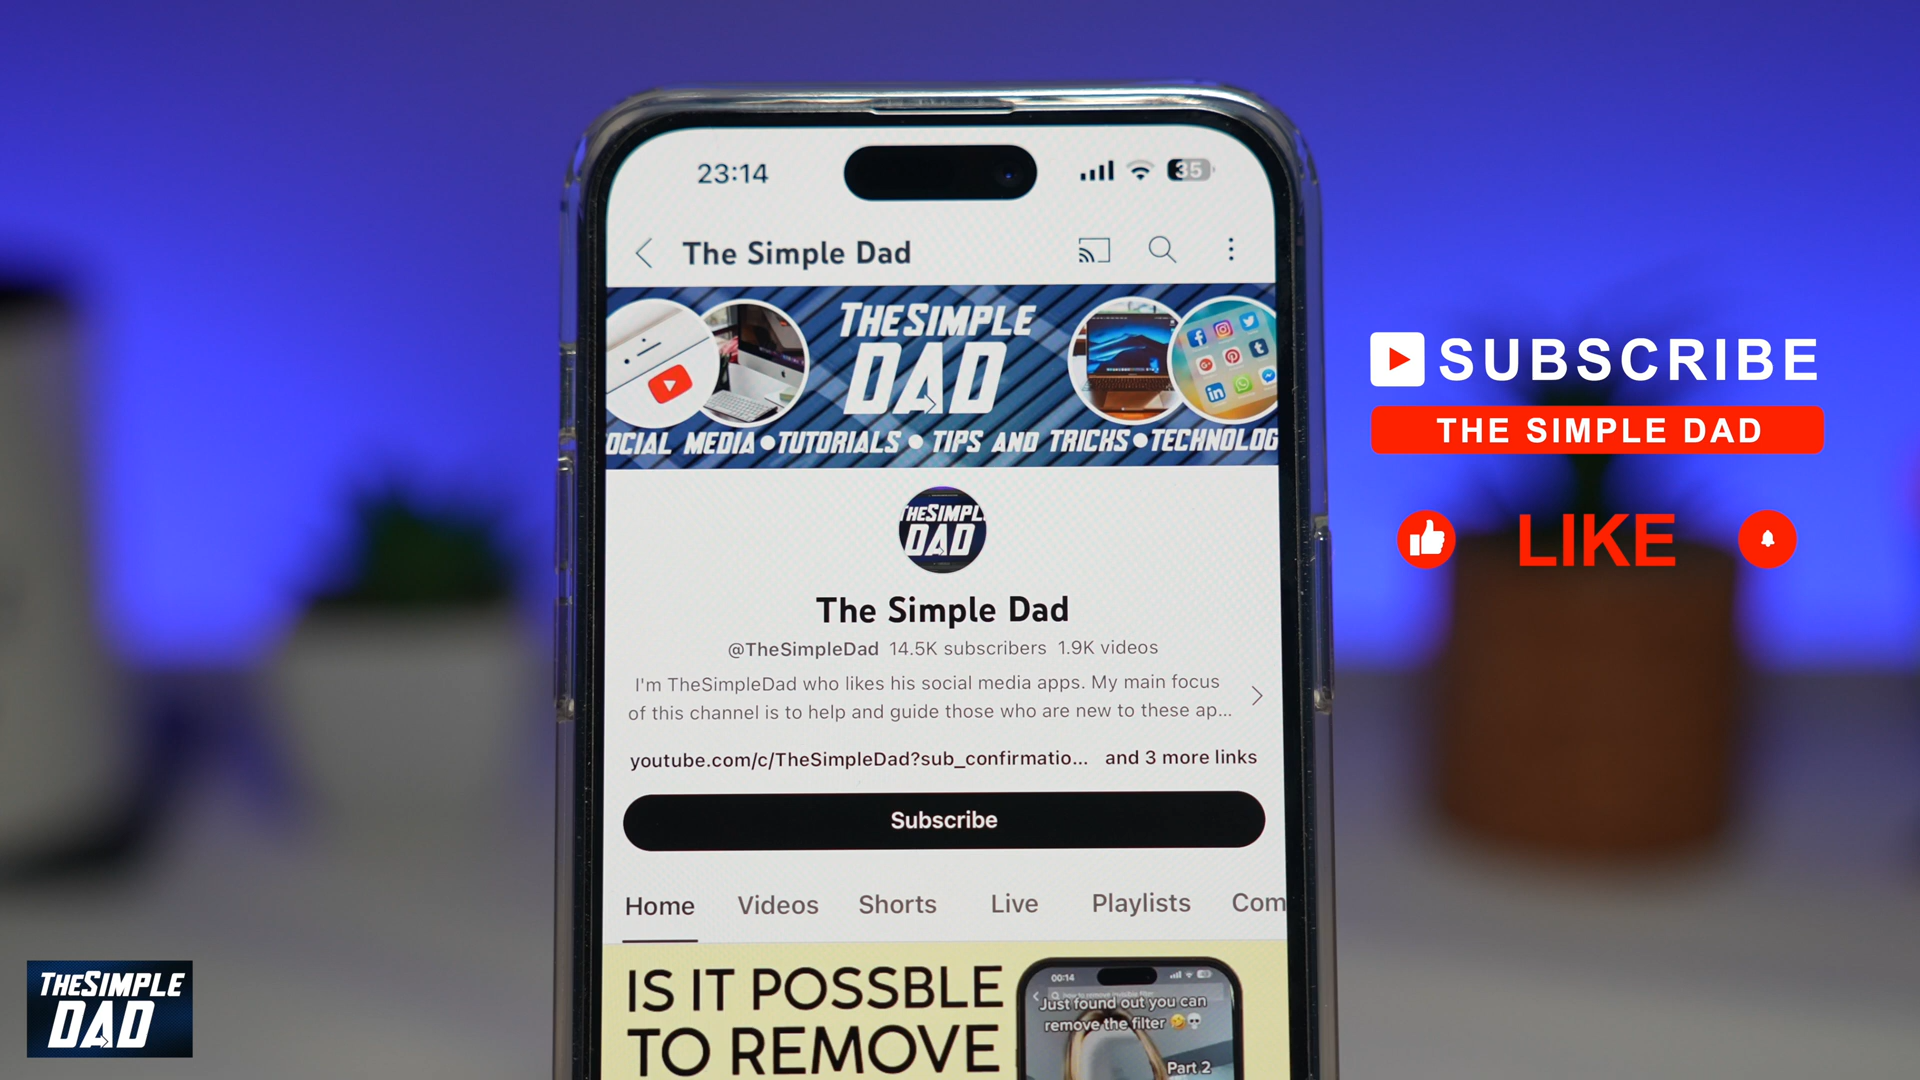 23:14
35
The Simple Dad
THESIMPLE
DAD
OCIAL MEDIA●TUTORIALS ● TIPS AND TRICKS●TECHNOLOG
THESIMPL
DAD
The Simple Dad
@TheSimpleDad 14.5K subscribers 1.9K videos
I'm TheSimpleDad who likes his social media apps. My main focus
of this channel is to help and guide those who are new to these ap...
youtube.com/c/TheSimpleDad?sub_confirmatio... and 3 more links
Subscribe
Home Videos Shorts Live Playlists Com
IS IT POSSBLE
TO REMOVE
00:14
Just found out you can
remove the filter 🤣💀
Part 2
SUBSCRIBE
THE SIMPLE DAD
LIKE
THESIMPLE
DAD